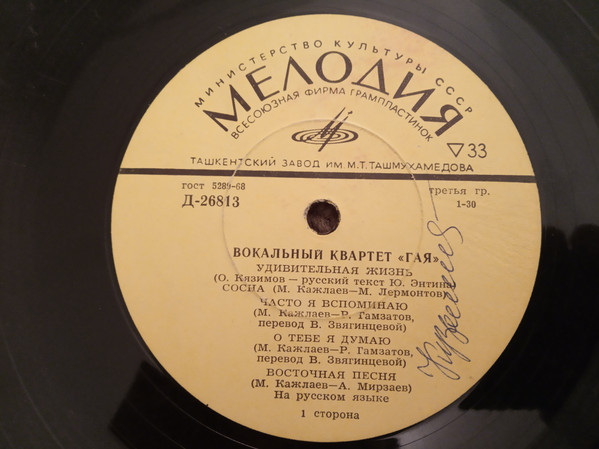 МИНИСТЕРСТВО КУЛЬТУРЫ СССР
МЕЛОДИЯ
ВСЕСОЮЗНАЯ ФИРМА ГРАМПЛАСТИНОК
▽33
ТАШКЕНТСКИЙ ЗАВОД ИМ. М.Т. ТАШМУХАМЕДОВА
гост 5289-68 третья гр.
Д-26813 1-30
ВОКАЛЬНЫЙ КВАРТЕТ «ГАЯ»
УДИВИТЕЛЬНАЯ ЖИЗНЬ
(О. Кязимов — русский текст Ю. Энтина)
СОСНА (М. Кажлаев—М. Лермонтов)
ЧАСТО Я ВСПОМИНАЮ
(М. Кажлаев—Р. Гамзатов,
перевод В. Звягинцевой)
О ТЕБЕ Я ДУМАЮ
(М. Кажлаев—Р. Гамзатов,
перевод В. Звягинцевой)
ВОСТОЧНАЯ ПЕСНЯ
(М. Кажлаев—А. Мирзаев)
На русском языке
1 сторона